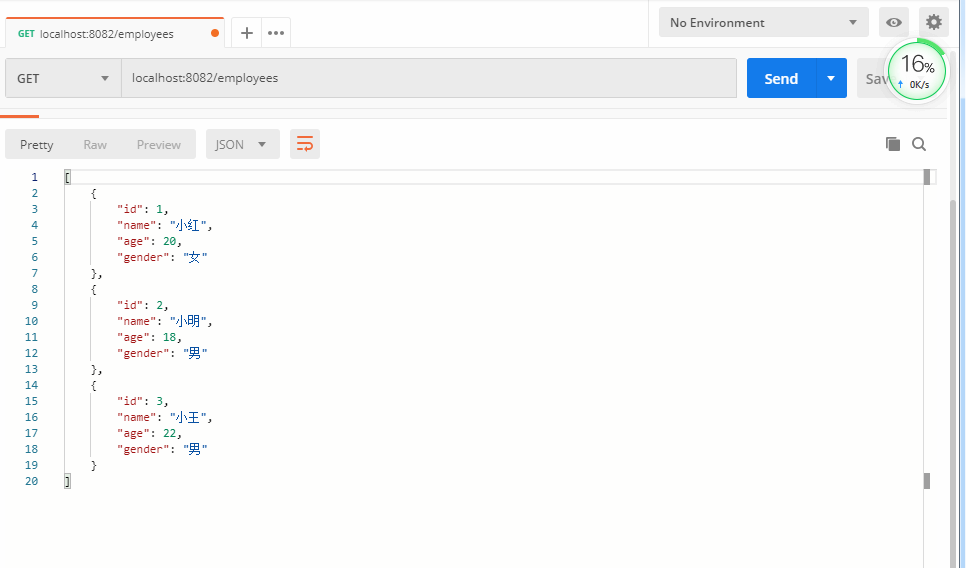 GET localhost:8082/employees
No Environment
GET localhost:8082/employees Send Sav
16%
0K/s
Pretty Raw Preview JSON
1 [
2 {
3 "id": 1,
4 "name": "小红",
5 "age": 20,
6 "gender": "女"
7 },
8 {
9 "id": 2,
10 "name": "小明",
11 "age": 18,
12 "gender": "男"
13 },
14 {
15 "id": 3,
16 "name": "小王",
17 "age": 22,
18 "gender": "男"
19 }
20 ]